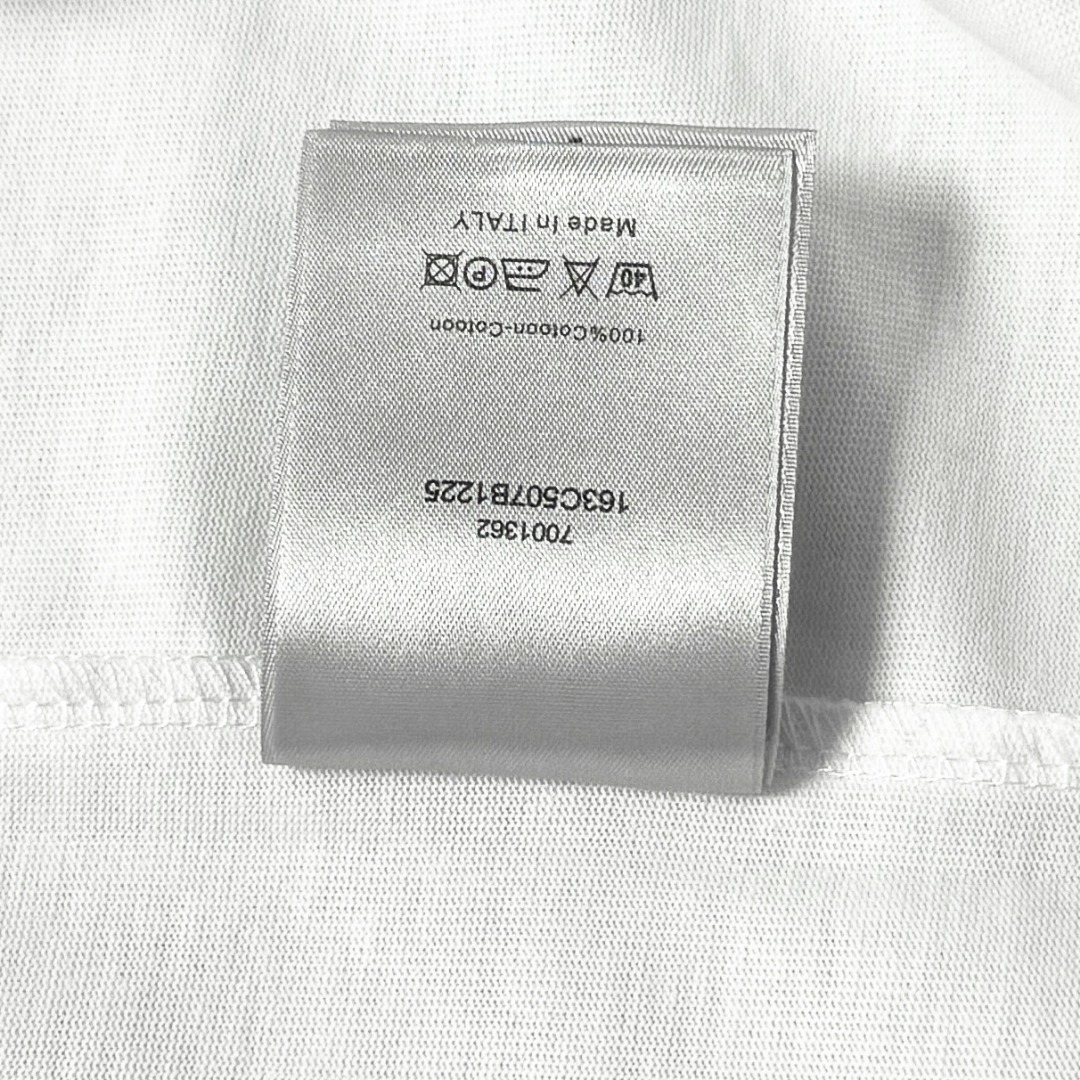 7001362
163C507B1225
100%Cotoon-Cotoon
40 P
Made In ITALY